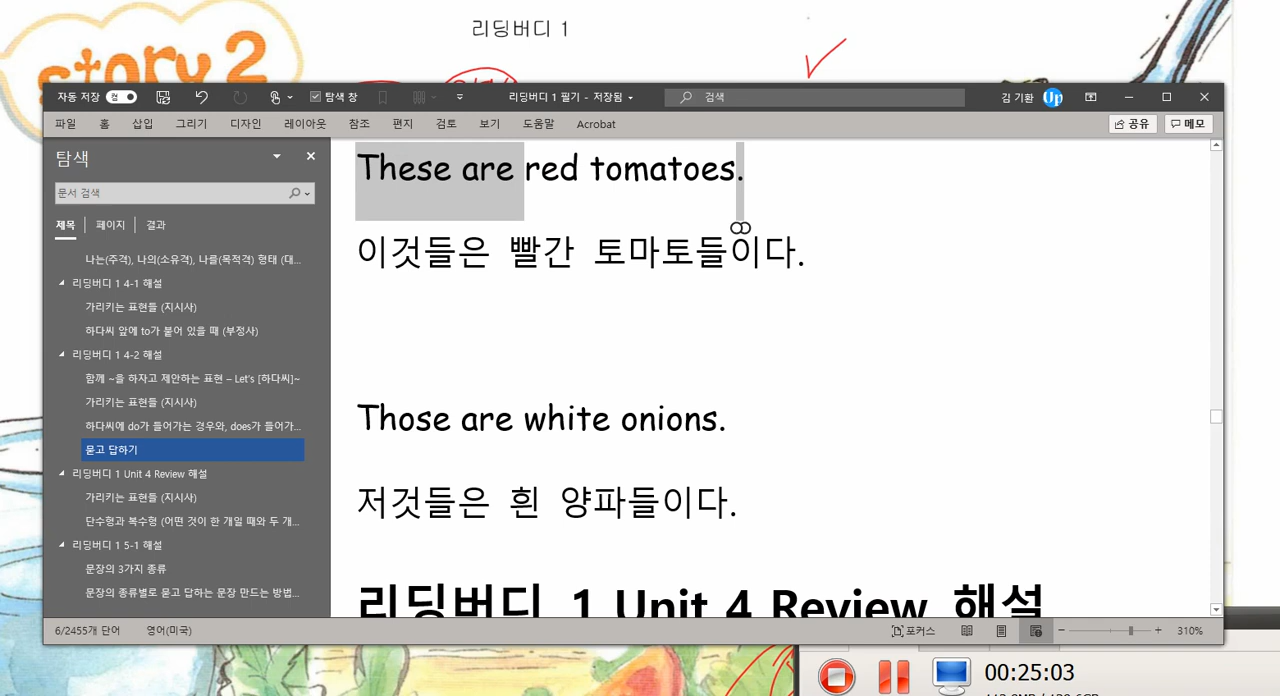 리딩버디 1
story 2
자동 저장 켬 탐색 창 리딩버디 1 필기 - 저장됨 검색 김 기환 Up
파일 홈 삽입 그리기 디자인 레이아웃 참조 편지 검토 보기 도움말 Acrobat 공유 메모
탐색
문서 검색
제목 페이지 결과
나는(주격), 나의(소유격), 나를(목적격) 형태 (대...
리딩버디 1 4-1 해설
가리키는 표현들 (지시사)
하다씨 앞에 to가 붙어 있을 때 (부정사)
리딩버디 1 4-2 해설
함께 ~을 하자고 제안하는 표현 – Let's [하다씨]~
가리키는 표현들 (지시사)
하다씨에 do가 들어가는 경우와, does가 들어가...
묻고 답하기
리딩버디 1 Unit 4 Review 해설
가리키는 표현들 (지시사)
단수형과 복수형 (어떤 것이 한 개일 때와 두 개...
리딩버디 1 5-1 해설
문장의 3가지 종류
문장의 종류별로 묻고 답하는 문장 만드는 방법...
These are red tomatoes.
이것들은 빨간 토마토들이다.
Those are white onions.
저것들은 흰 양파들이다.
리딩버디 1 Unit 4 Review 해설
6/2455개 단어 영어(미국) 포커스 310%
00:25:03